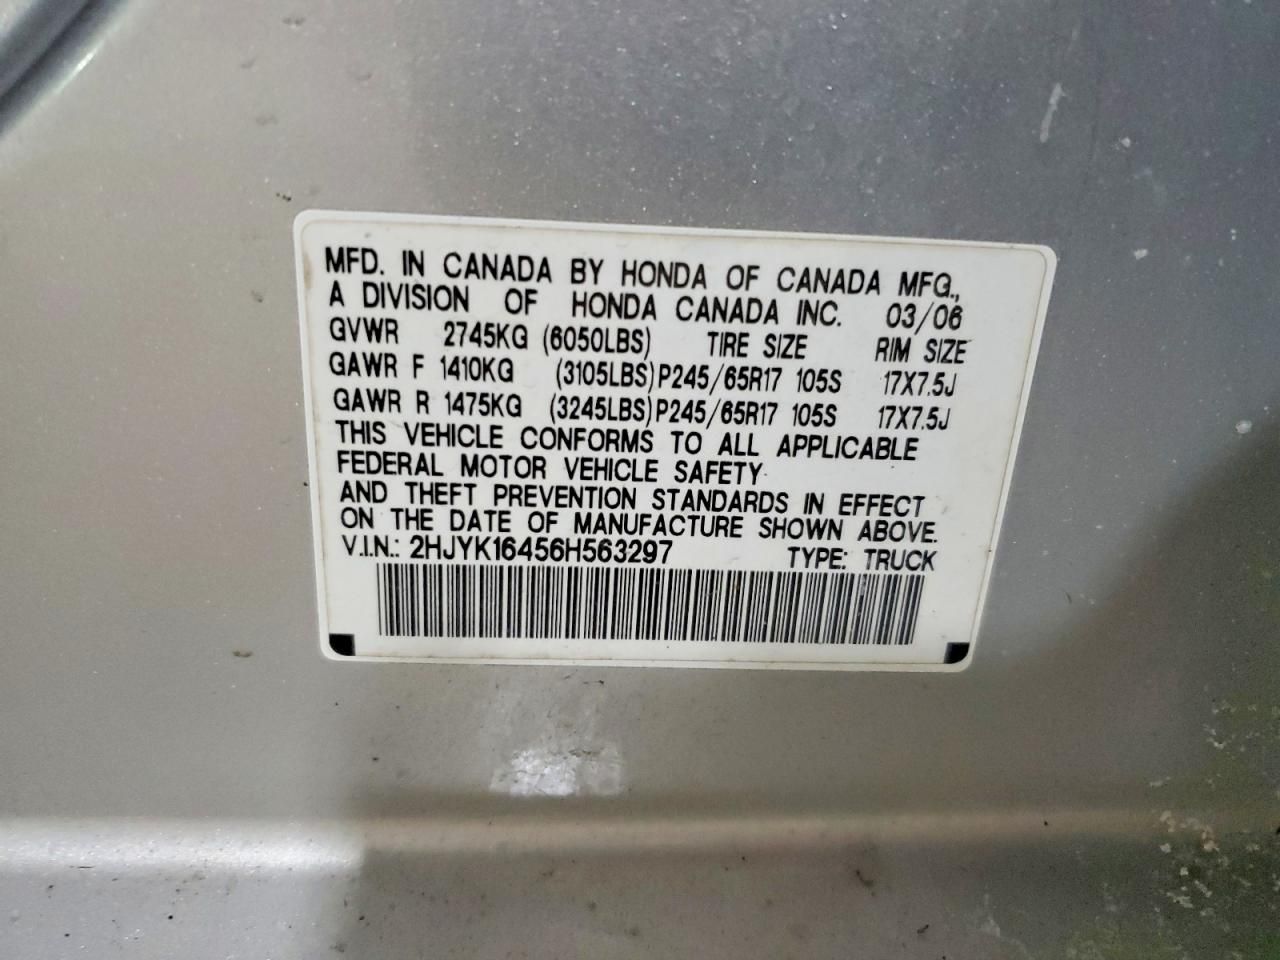 MFD. IN CANADA BY HONDA OF CANADA MFG.,
A DIVISION OF HONDA CANADA INC. 03/06
GVWR 2745KG (6050LBS) TIRE SIZE RIM SIZE
GAWR F 1410KG (3105LBS) P245/65R17 105S 17X7.5J
GAWR R 1475KG (3245LBS) P245/65R17 105S 17X7.5J
THIS VEHICLE CONFORMS TO ALL APPLICABLE
FEDERAL MOTOR VEHICLE SAFETY
AND THEFT PREVENTION STANDARDS IN EFFECT
ON THE DATE OF MANUFACTURE SHOWN ABOVE.
V.I.N.: 2HJYK16456H563297 TYPE: TRUCK